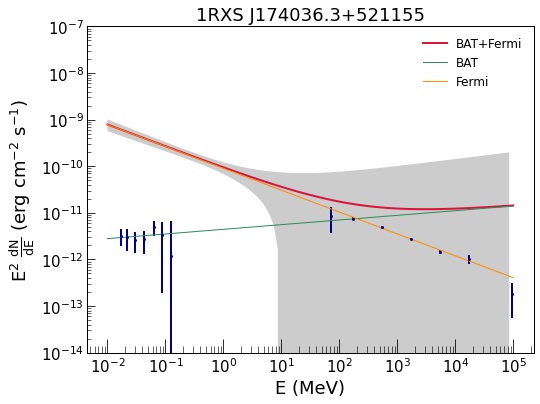 1RXS J174036.3+521155
E² dN/dE (erg cm⁻² s⁻¹)
10⁻⁷
10⁻⁸
10⁻⁹
10⁻¹⁰
10⁻¹¹
10⁻¹²
10⁻¹³
10⁻¹⁴
BAT+Fermi
BAT
Fermi
10⁻² 10⁻¹ 10⁰ 10¹ 10² 10³ 10⁴ 10⁵
E (MeV)